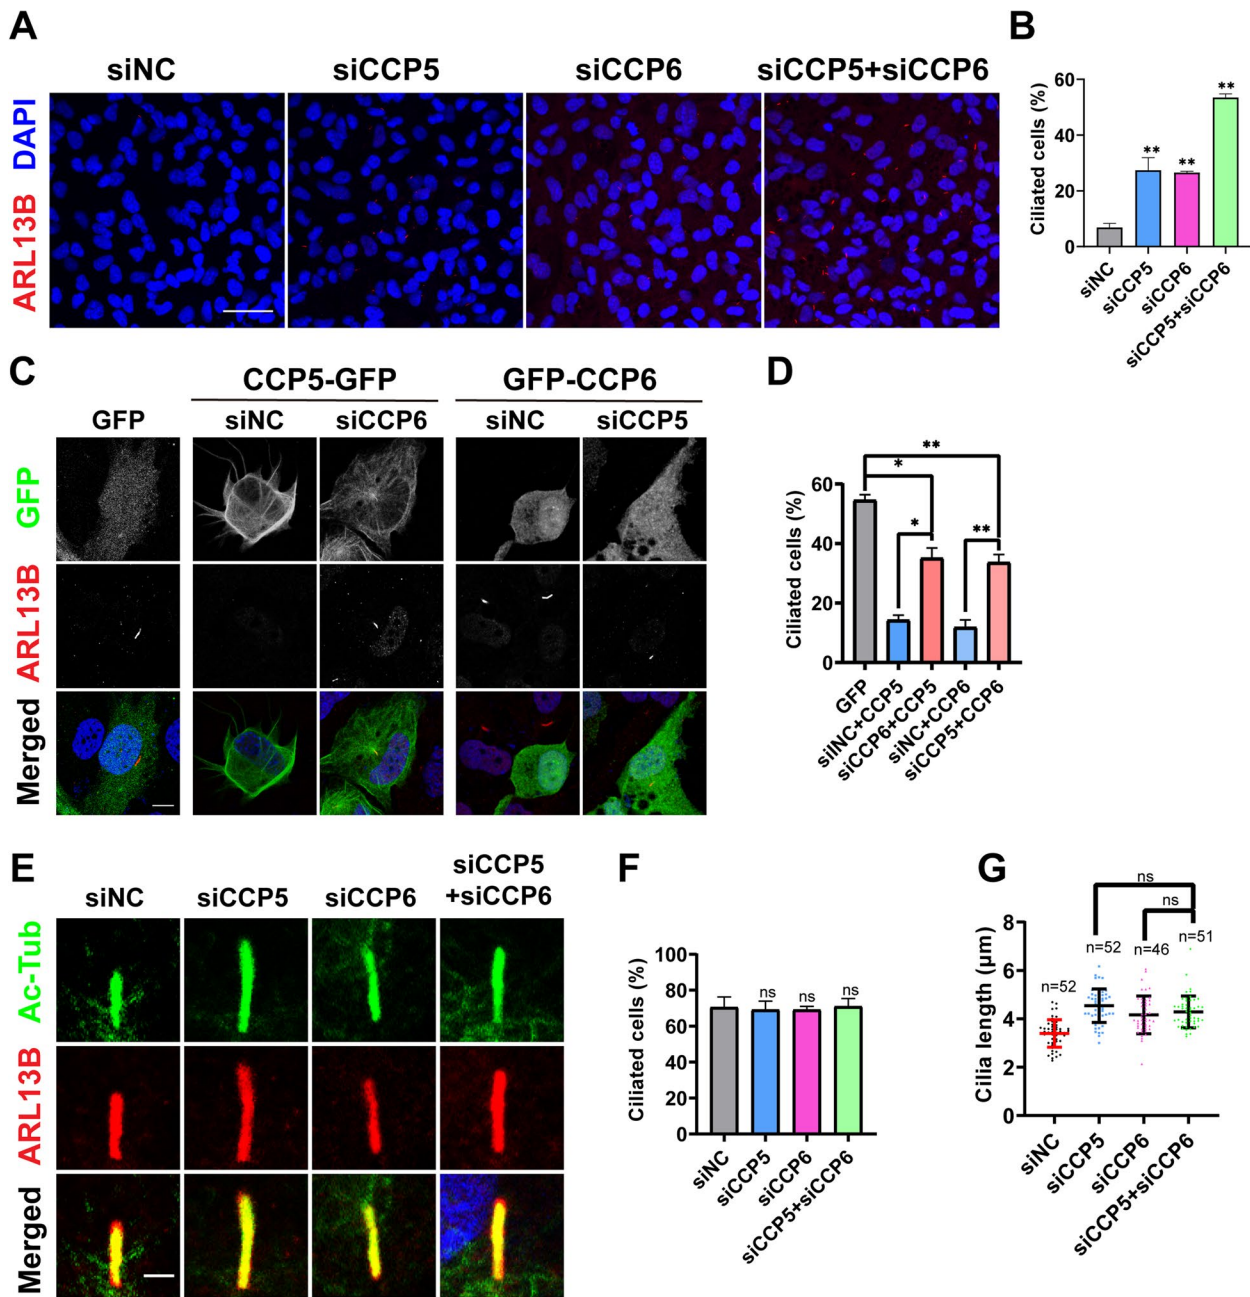 A
siNC
siCCP5
siCCP6
siCCP5+siCCP6
ARL13B DAPI
B
Ciliated cells (%)
60
40
20
0
**
**
**
siNC
siCCP5
siCCP6
siCCP5+siCCP6
C
CCP5-GFP
GFP-CCP6
GFP
siNC
siCCP6
siNC
siCCP5
GFP
ARL13B
Merged
D
Ciliated cells (%)
60
40
20
0
**
*
*
**
GFP
siINC+CCP5
siCCP6+CCP5
siNC+CCP6
siCCP5+CCP6
E
siNC
siCCP5
siCCP6
siCCP5
+siCCP6
Ac-Tub
ARL13B
Merged
F
Ciliated cells (%)
100
80
60
40
20
0
ns
ns
ns
siNC
siCCP5
siCCP6
siCCP5+siCCP6
G
Cilia length (μm)
8
6
4
2
0
ns
ns
n=52
n=52
n=46
n=51
siNC
siCCP5
siCCP6
siCCP5+siCCP6